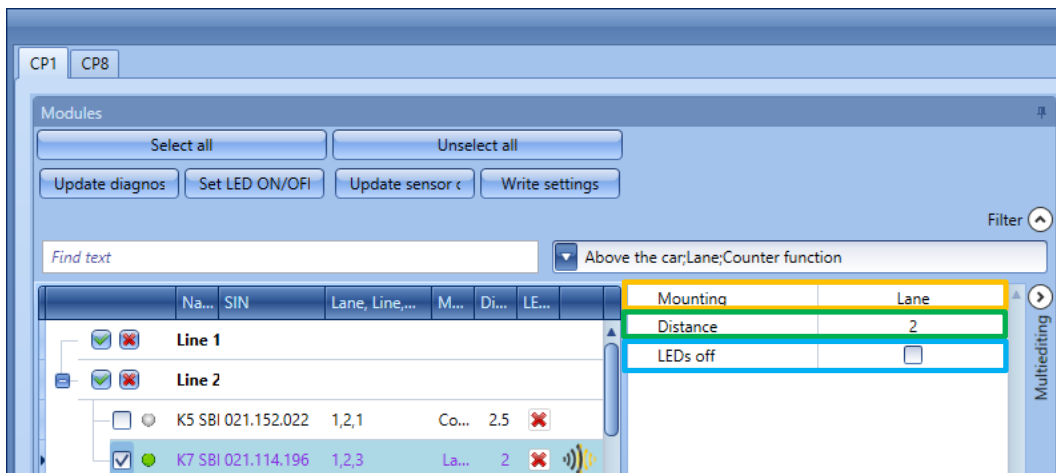 CP1 CP8
Modules
Select all Unselect all
Update diagnos Set LED ON/OFI Update sensor c Write settings
Filter
Find text Above the car;Lane;Counter function
Na... SIN Lane, Line,... M... Di... LE...
Mounting Lane
Distance 2
LEDs off
Multiediting
Line 1
Line 2
K5 SBI 021.152.022 1,2,1 Co... 2.5
K7 SBI 021.114.196 1,2,3 La... 2